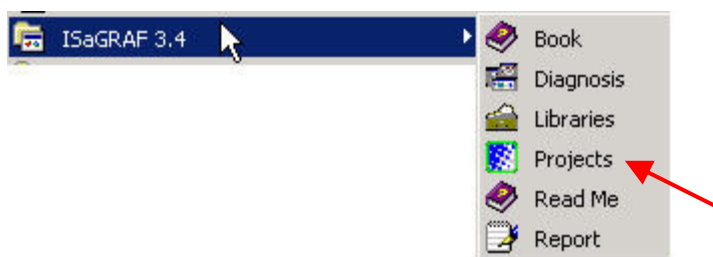 ISaGRAF 3.4
Book
Diagnosis
Libraries
Projects
Read Me
Report